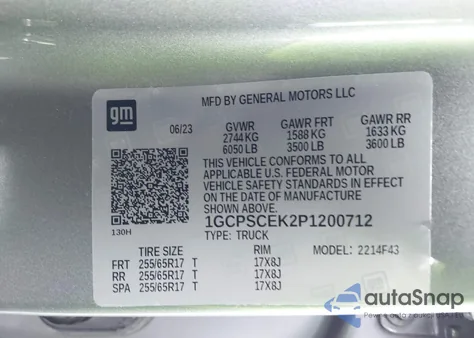 MFD BY GENERAL MOTORS LLC
gm
06/23 GVWR GAWR FRT GAWR RR
2744 KG 1588 KG 1633 KG
6050 LB 3500 LB 3600 LB
THIS VEHICLE CONFORMS TO ALL
APPLICABLE U.S. FEDERAL MOTOR
VEHICLE SAFETY STANDARDS IN EFFECT
ON THE DATE OF MANUFACTURE
SHOWN ABOVE.
1GCPSCEK2P1200712
130H
TYPE: TRUCK
TIRE SIZE RIM MODEL: 2214F43
FRT 255/65R17 T 17X8J
RR 255/65R17 T 17X8J
SPA 255/65R17 T 17X8J
autoSnap